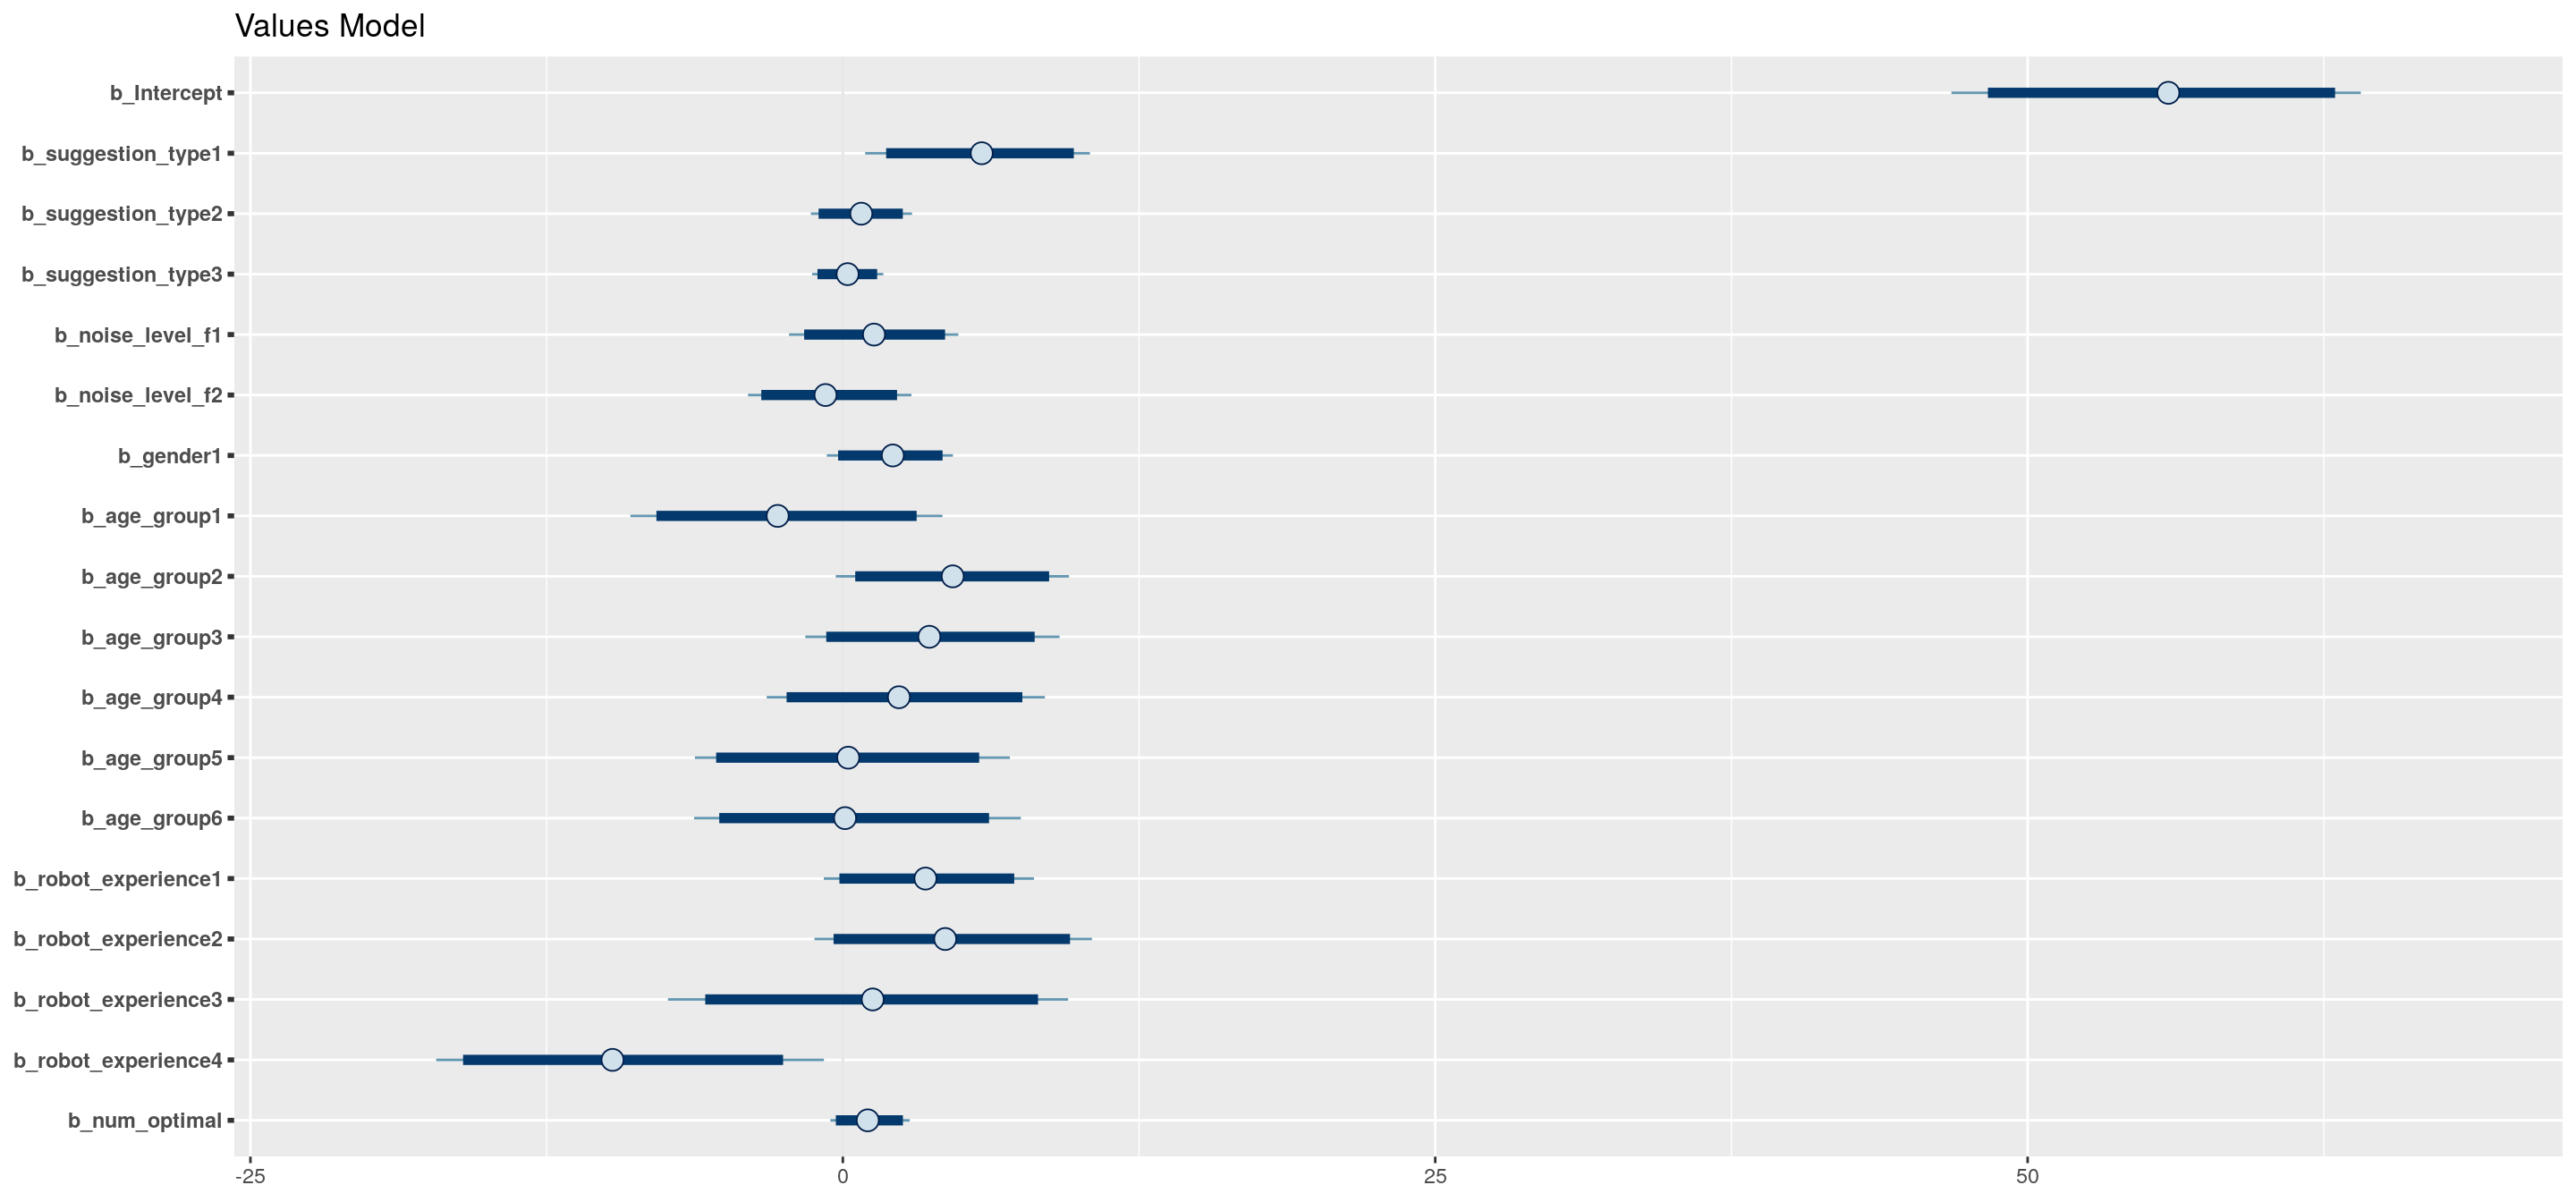 Values Model
b_Intercept
b_suggestion_type1
b_suggestion_type2
b_suggestion_type3
b_noise_level_f1
b_noise_level_f2
b_gender1
b_age_group1
b_age_group2
b_age_group3
b_age_group4
b_age_group5
b_age_group6
b_robot_experience1
b_robot_experience2
b_robot_experience3
b_robot_experience4
b_num_optimal
-25 0 25 50